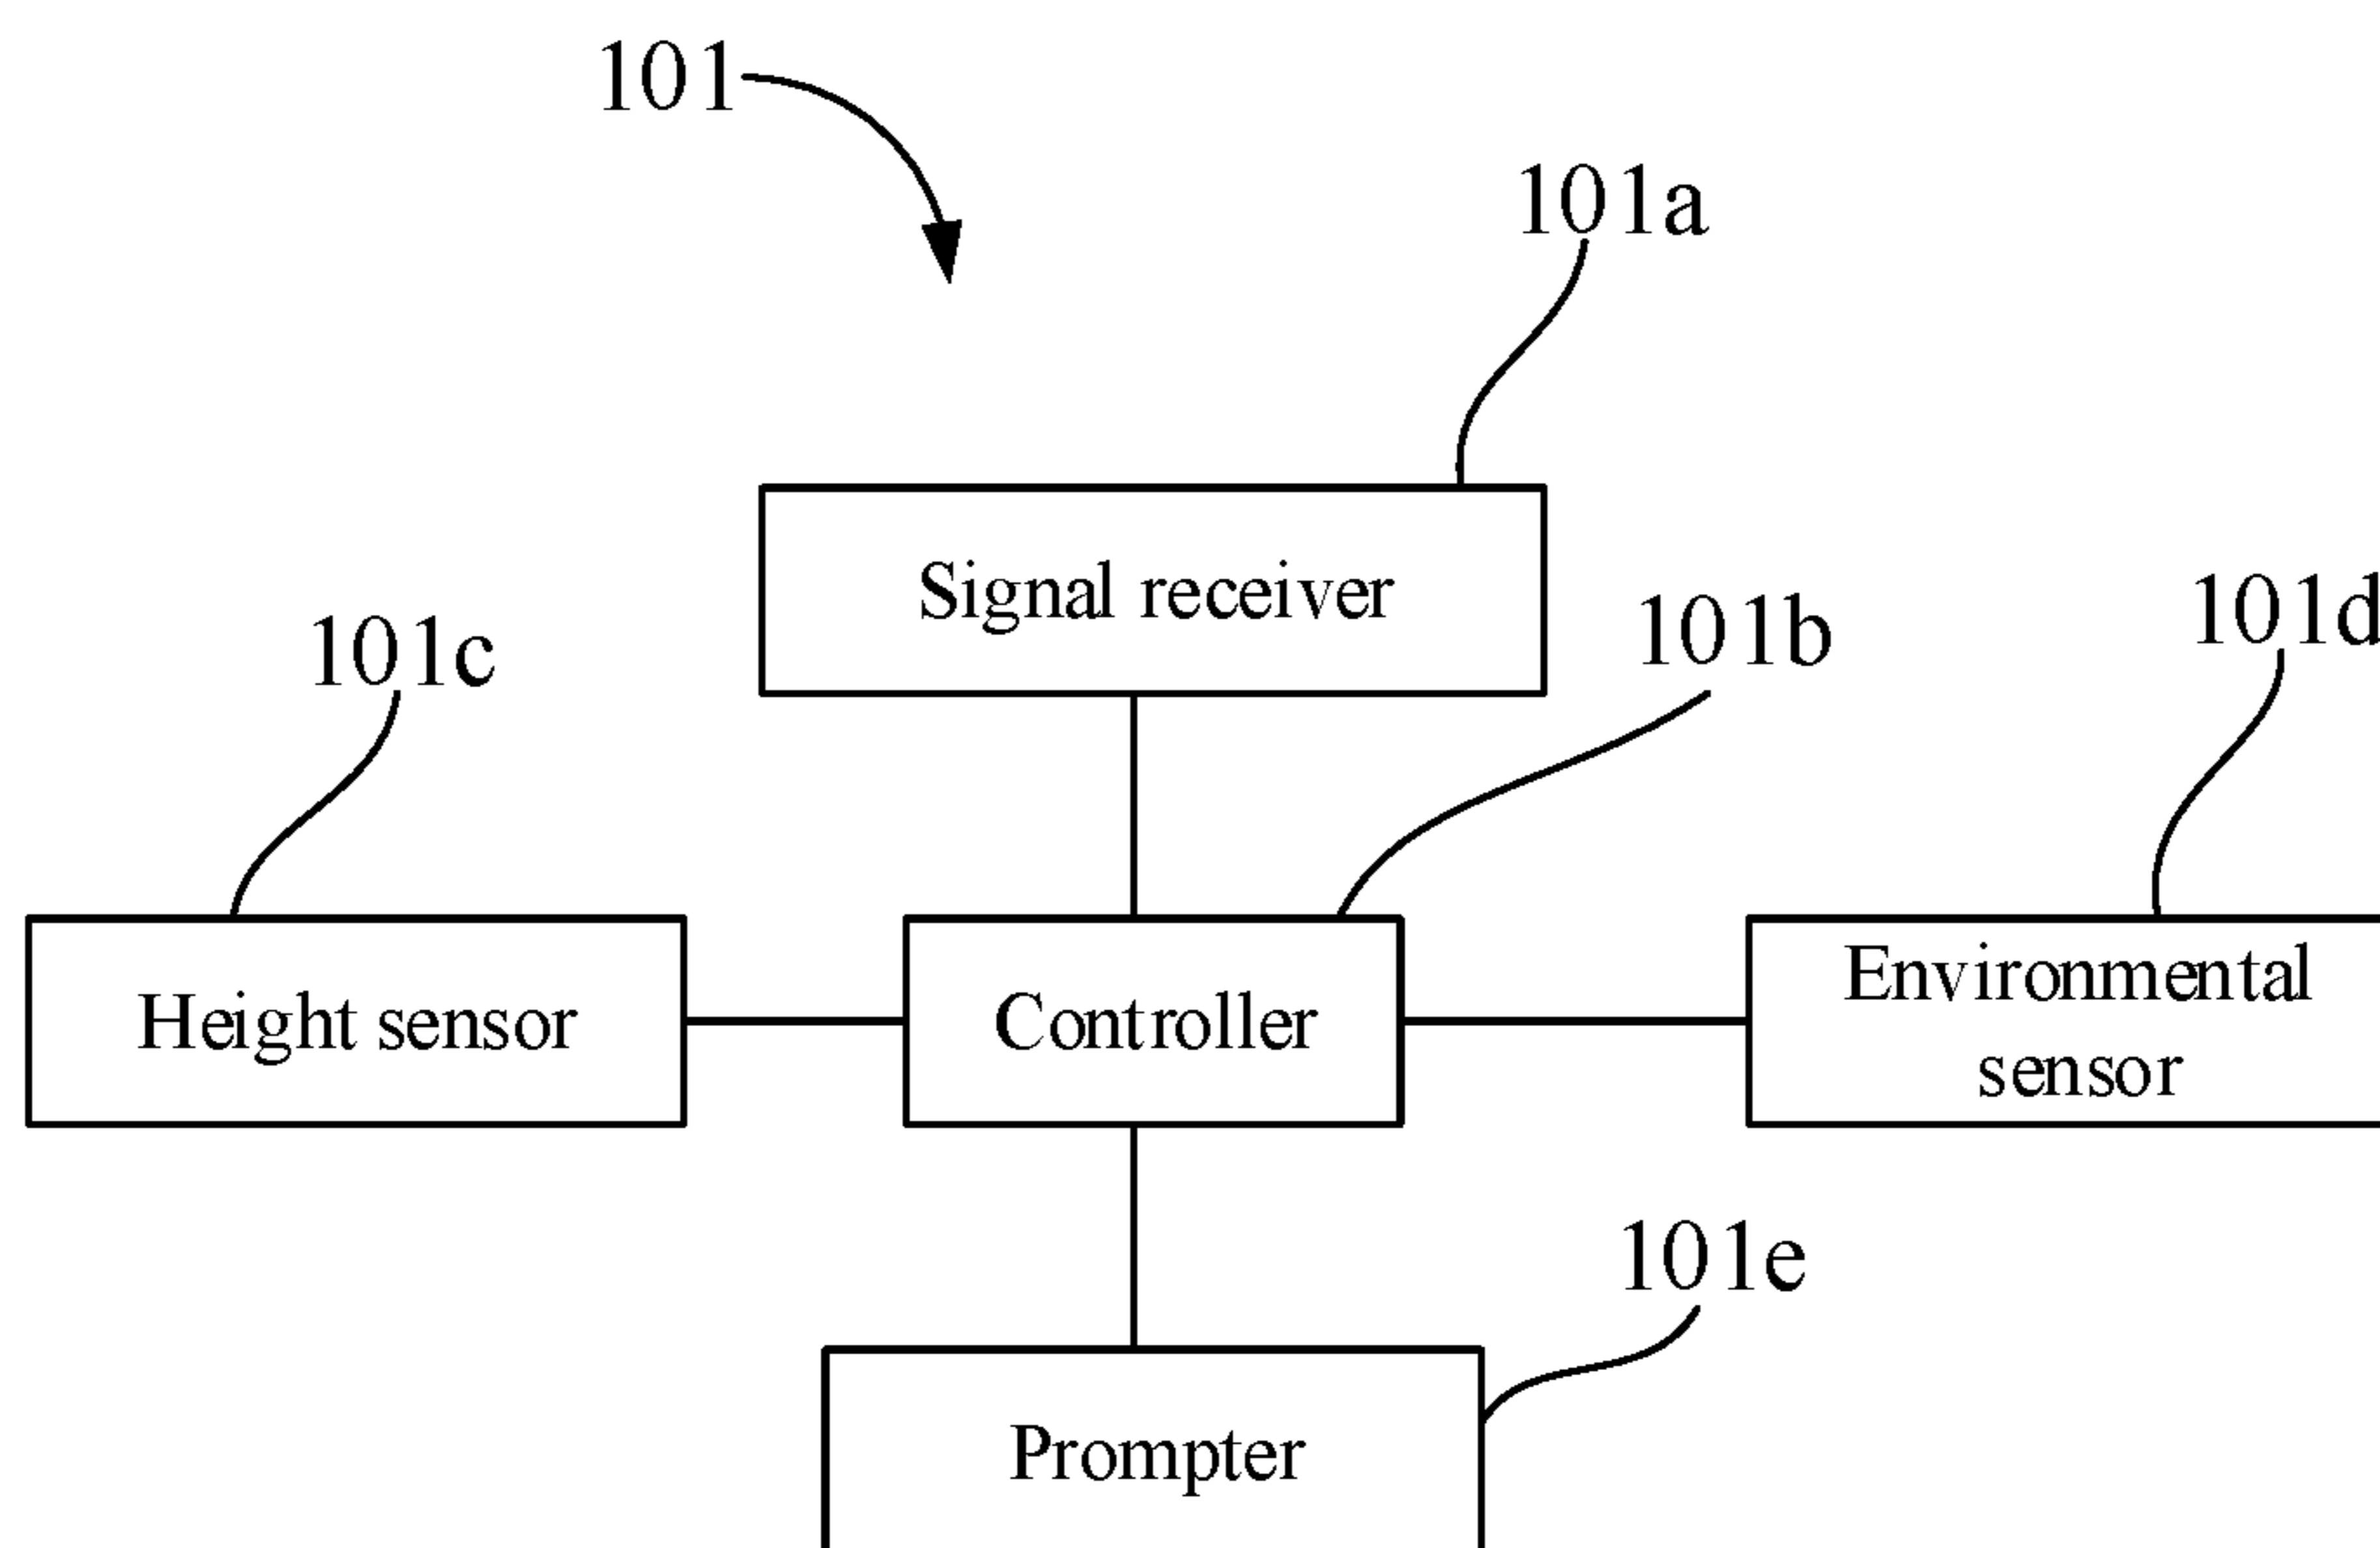 101
101a
Signal receiver
101b
101d
101c
Height sensor
Controller
Environmental
sensor
101e
Prompter